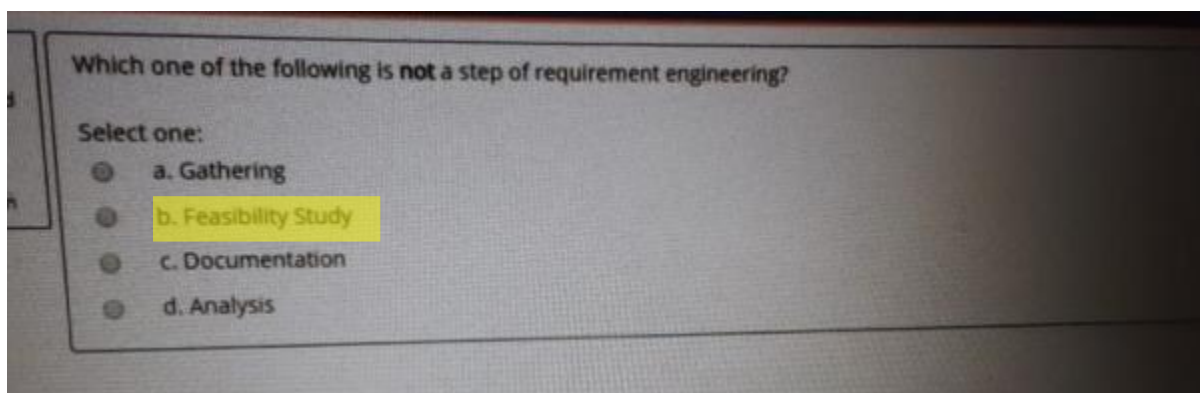 Which one of the following is not a step of requirement engineering?
Select one:
a. Gathering
b. Feasibility Study
c. Documentation
d. Analysis